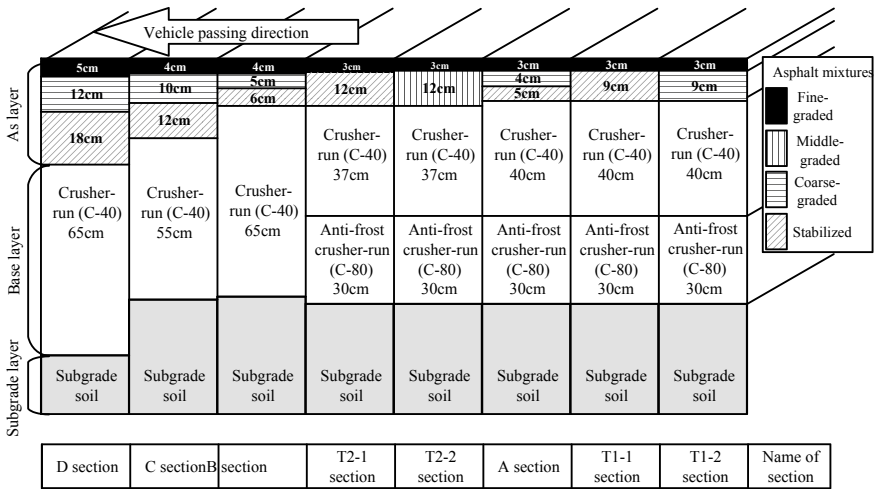 Vehicle passing direction
5cm 4cm 4cm 3cm 3cm 3cm 3cm 3cm
12cm 10cm 5cm 12cm 12cm 4cm 9cm 9cm
6cm 5cm
18cm 12cm
As layer
Base layer
Subgrade layer
Crusher-
run (C-40)
65cm
Crusher-
run (C-40)
55cm
Crusher-
run (C-40)
65cm
Crusher-
run (C-40)
37cm
Crusher-
run (C-40)
37cm
Crusher-
run (C-40)
40cm
Crusher-
run (C-40)
40cm
Crusher-
run (C-40)
40cm
Anti-frost
crusher-run
(C-80)
30cm
Anti-frost
crusher-run
(C-80)
30cm
Anti-frost
crusher-run
(C-80)
30cm
Anti-frost
crusher-run
(C-80)
30cm
Anti-frost
crusher-run
(C-80)
30cm
Subgrade
soil
Subgrade
soil
Subgrade
soil
Subgrade
soil
Subgrade
soil
Subgrade
soil
Subgrade
soil
Subgrade
soil
Asphalt mixtures
Fine-
graded
Middle-
graded
Coarse-
graded
Stabilized
D section
C section
B section
T2-1
section
T2-2
section
A section
T1-1
section
T1-2
section
Name of
section